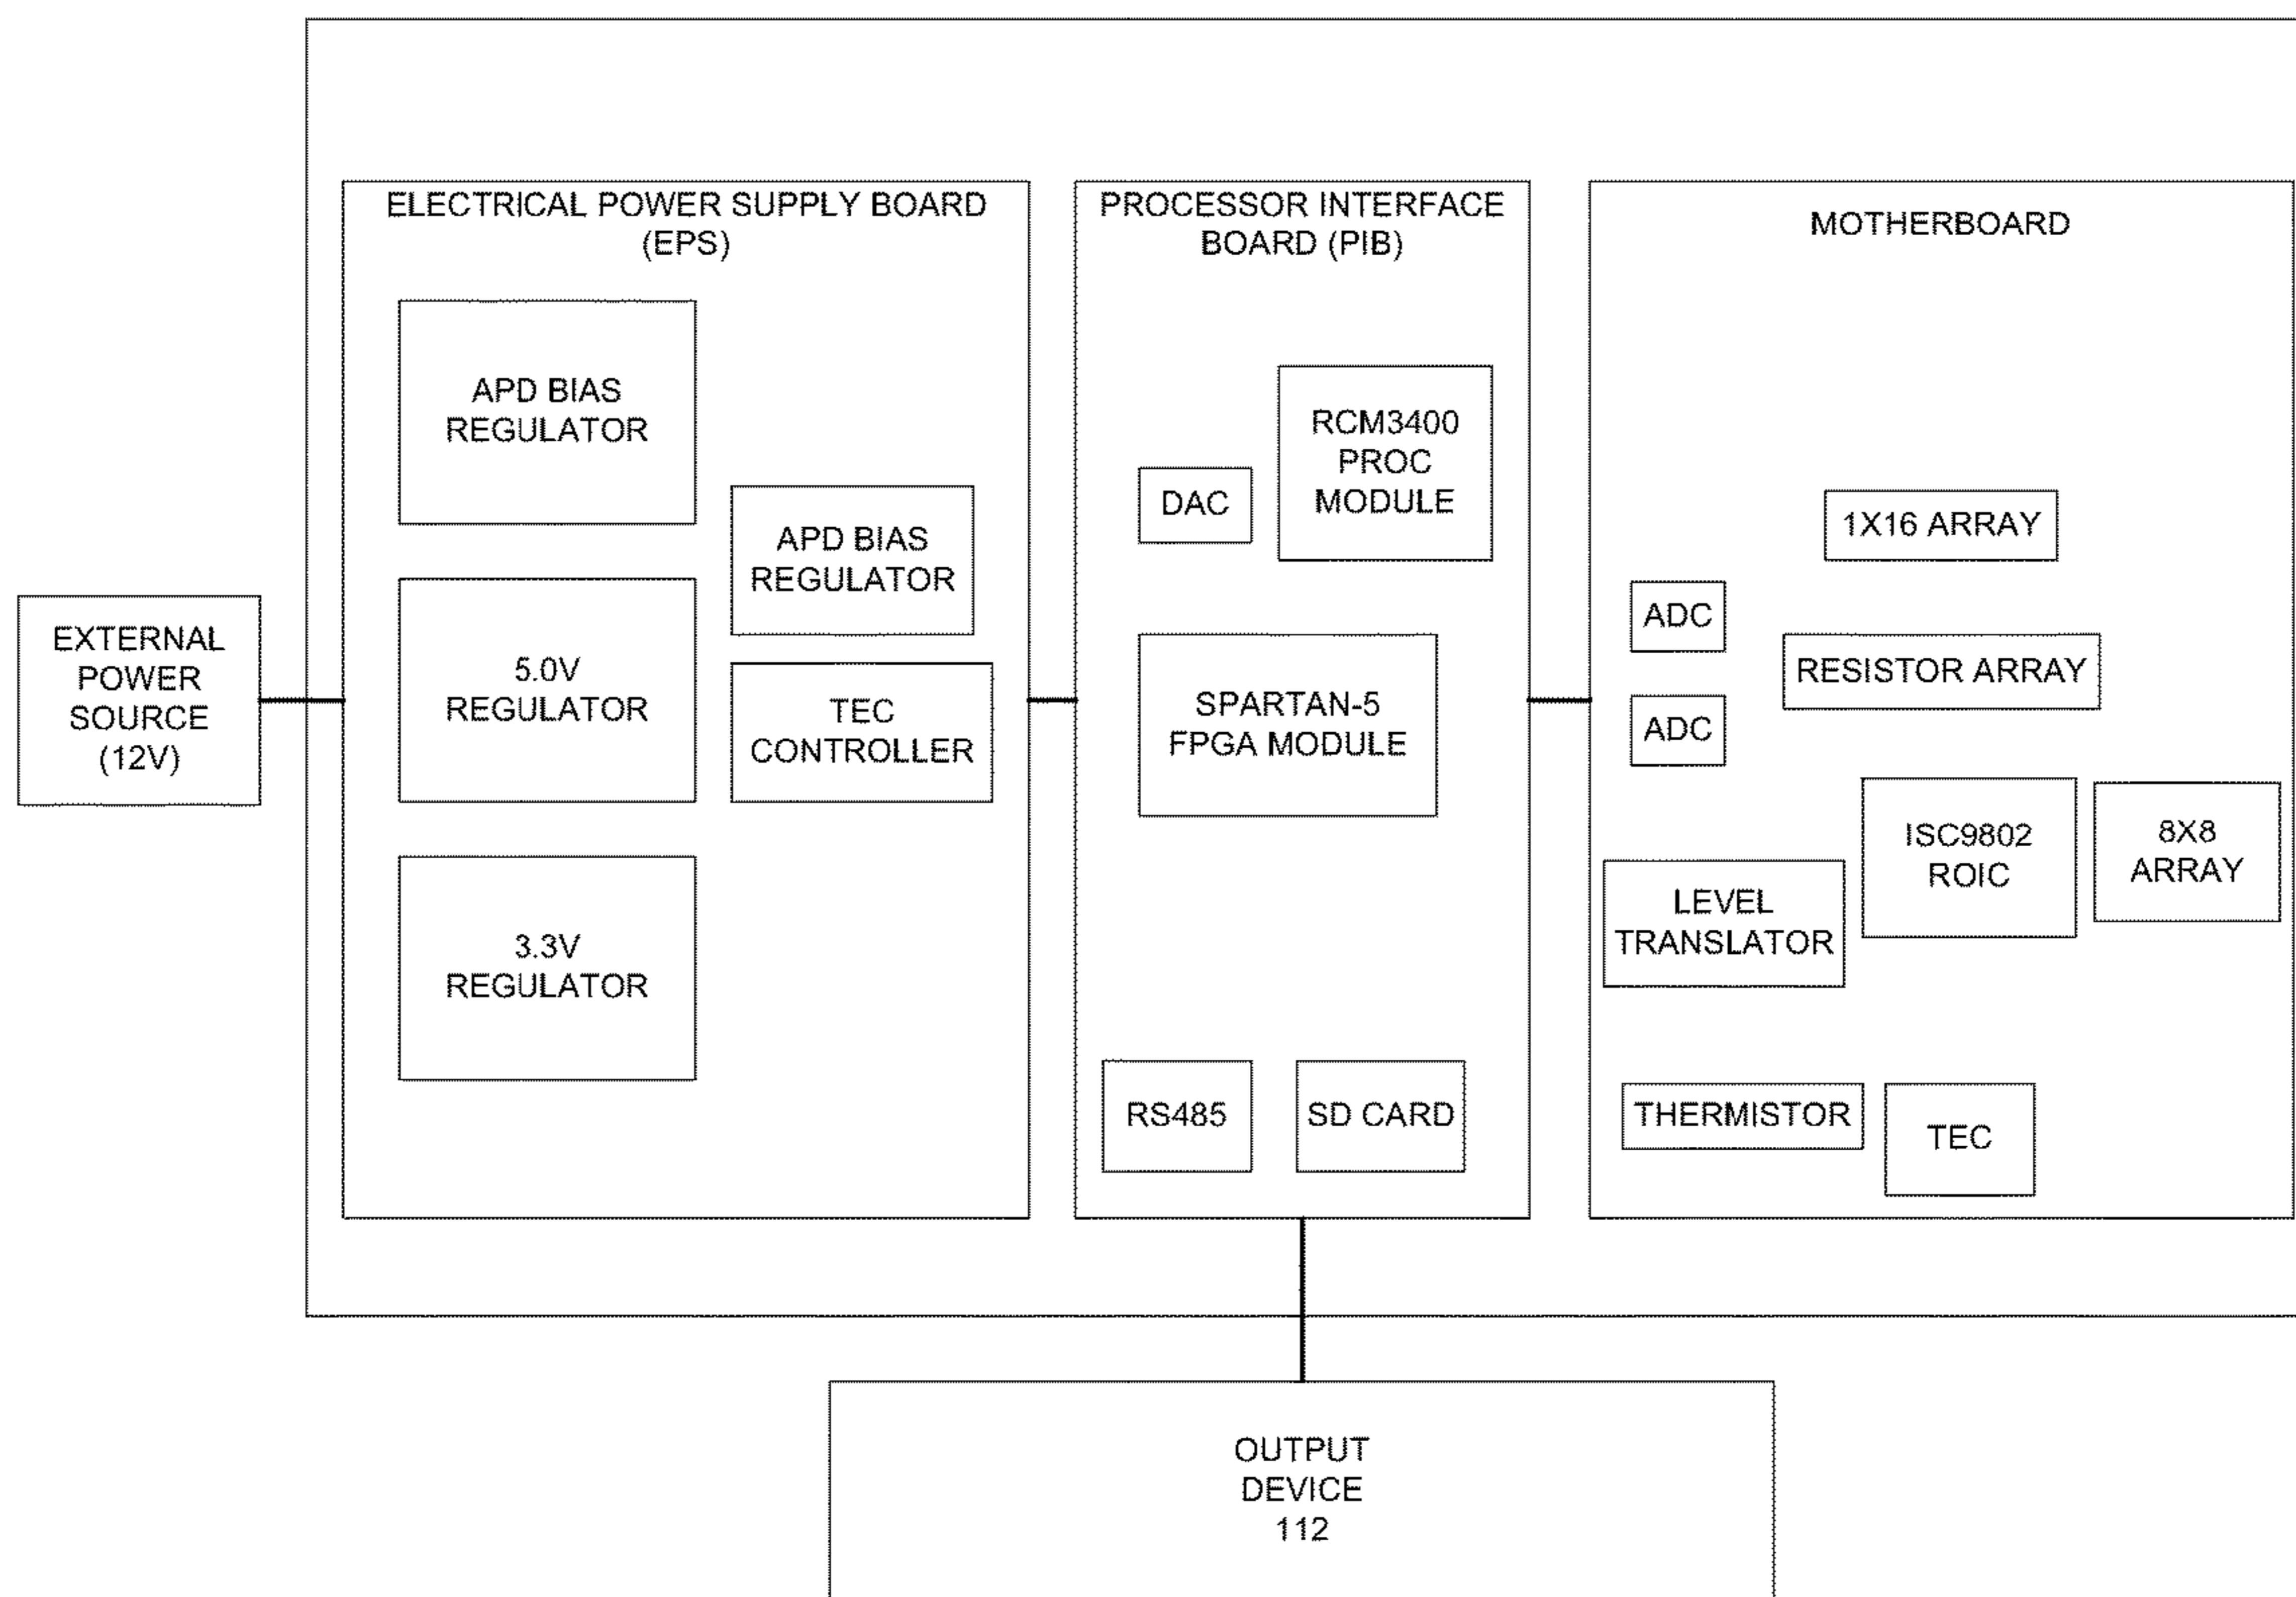 ELECTRICAL POWER SUPPLY BOARD
(EPS)
APD BIAS
REGULATOR
APD BIAS
REGULATOR
5.0V
REGULATOR
TEC
CONTROLLER
3.3V
REGULATOR
EXTERNAL
POWER
SOURCE
(12V)
PROCESSOR INTERFACE
BOARD (PIB)
RCM3400
PROC
MODULE
DAC
SPARTAN-5
FPGA MODULE
RS485
SD CARD
MOTHERBOARD
1X16 ARRAY
ADC
RESISTOR ARRAY
ADC
ISC9802
ROIC
8X8
ARRAY
LEVEL
TRANSLATOR
THERMISTOR
TEC
OUTPUT
DEVICE
112